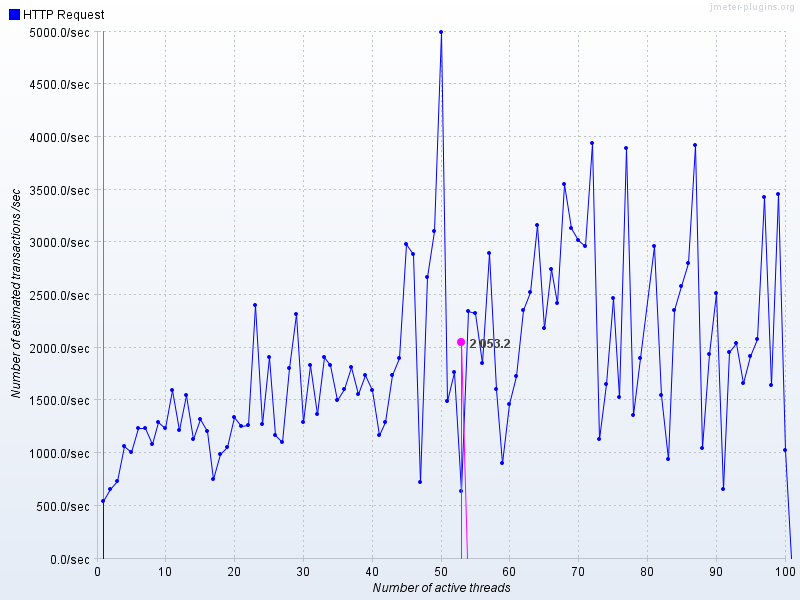 jmeter-plugins.org
HTTP Request
5000.0/sec
4500.0/sec
4000.0/sec
3500.0/sec
3000.0/sec
2500.0/sec
2000.0/sec
1500.0/sec
1000.0/sec
500.0/sec
0.0/sec
Number of estimated transactions /sec
2 053.2
0 10 20 30 40 50 60 70 80 90 100
Number of active threads